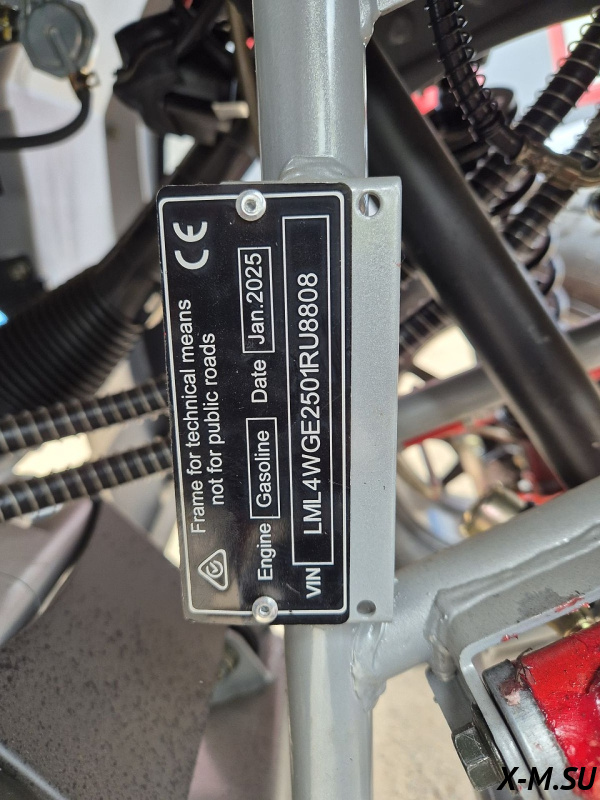 CE
Frame for technical means
not for public roads
Engine Gasoline Date Jan.2025
VIN LML4WGE2501RU8808
X-M.SU